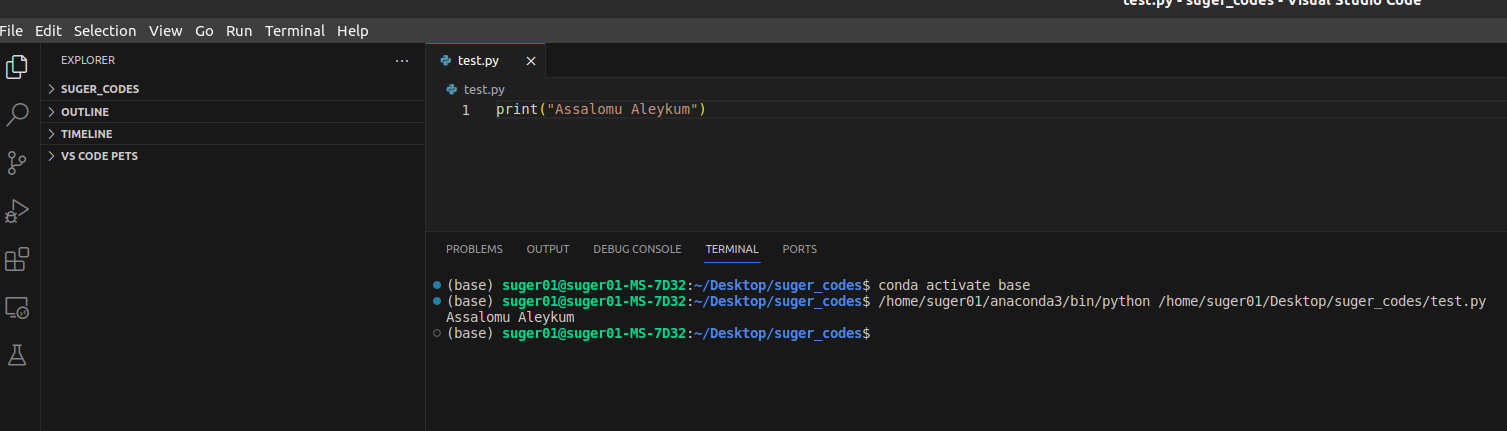 test.py - suger_codes - Visual Studio Code
File Edit Selection View Go Run Terminal Help
EXPLORER ...
SUGER_CODES
OUTLINE
TIMELINE
VS CODE PETS
test.py ×
test.py
1 print("Assalomu Aleykum")
PROBLEMS OUTPUT DEBUG CONSOLE TERMINAL PORTS
(base) suger01@suger01-MS-7D32:~/Desktop/suger_codes$ conda activate base
(base) suger01@suger01-MS-7D32:~/Desktop/suger_codes$ /home/suger01/anaconda3/bin/python /home/suger01/Desktop/suger_codes/test.py
Assalomu Aleykum
(base) suger01@suger01-MS-7D32:~/Desktop/suger_codes$